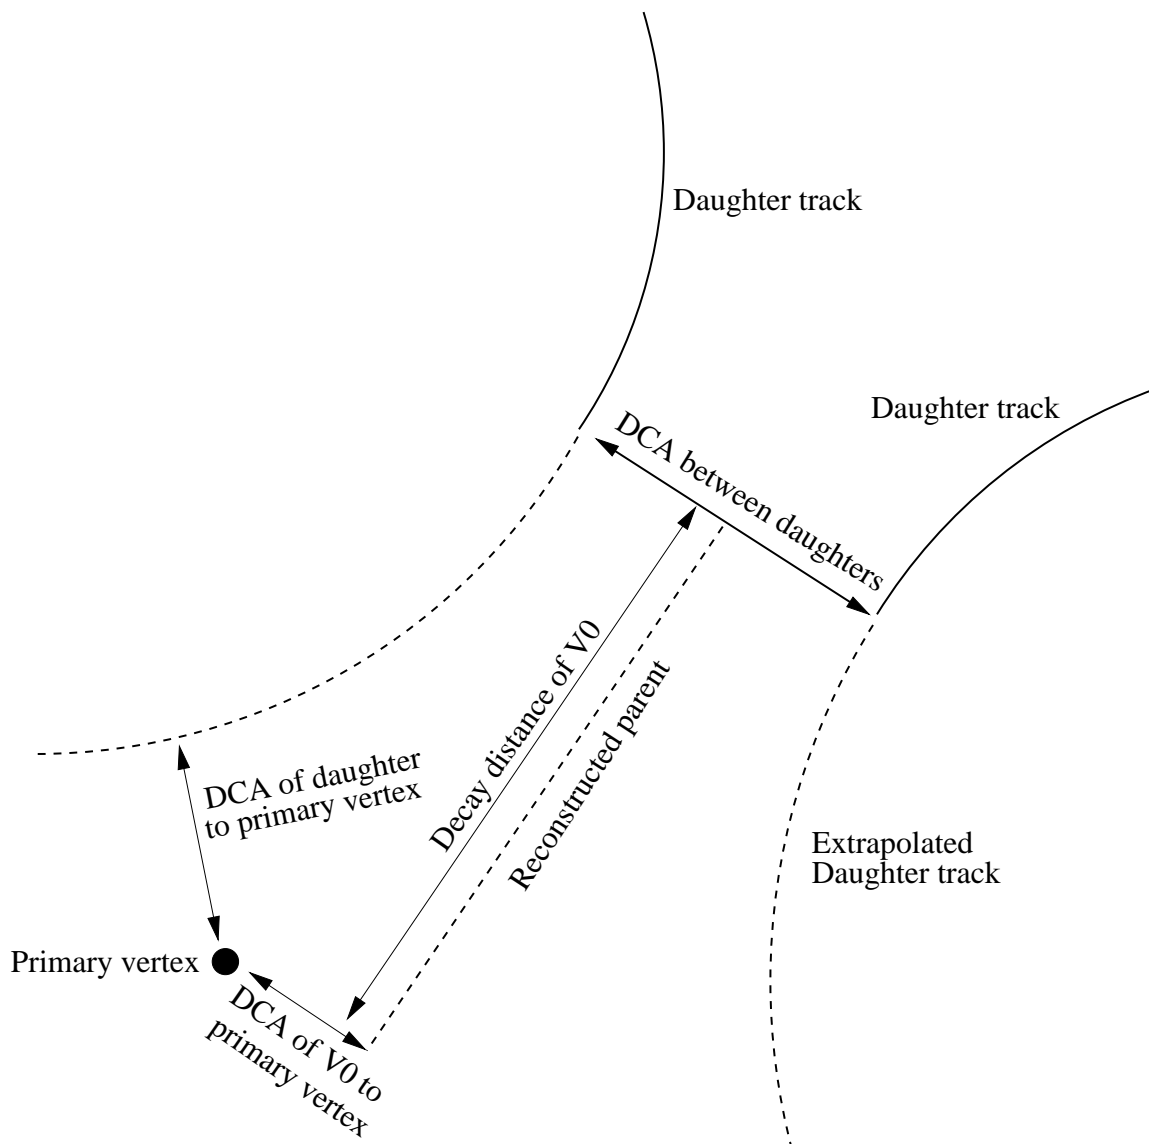 Daughter track
Daughter track
DCA between daughters
Decay distance of V0
Reconstructed parent
DCA of daughter
to primary vertex
Extrapolated
Daughter track
Primary vertex
DCA of V0 to
primary vertex